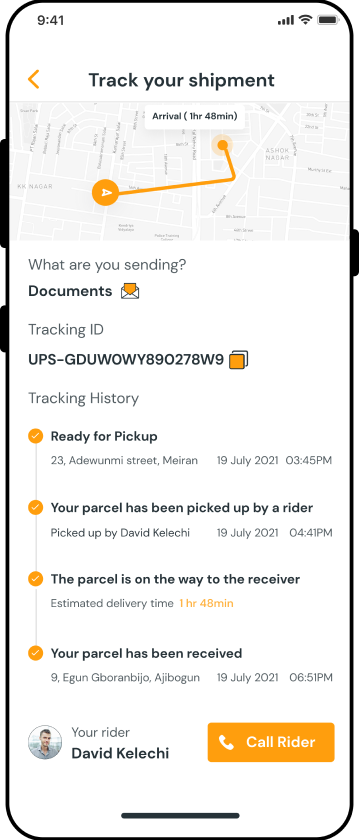 9:41
Track your shipment
Arrival ( 1hr 48min)
ASHOK
NAGAR
KK NAGAR
What are you sending?
Documents
Tracking ID
UPS-GDUWOWY890278W9
Tracking History
Ready for Pickup
23, Adewunmi street, Meiran 19 July 2021 03:45PM
Your parcel has been picked up by a rider
Picked up by David Kelechi 19 July 2021 04:41PM
The parcel is on the way to the receiver
Estimated delivery time 1 hr 48min
Your parcel has been received
9, Egun Gboranbijo, Ajibogun 19 July 2021 06:51PM
Your rider
David Kelechi
Call Rider